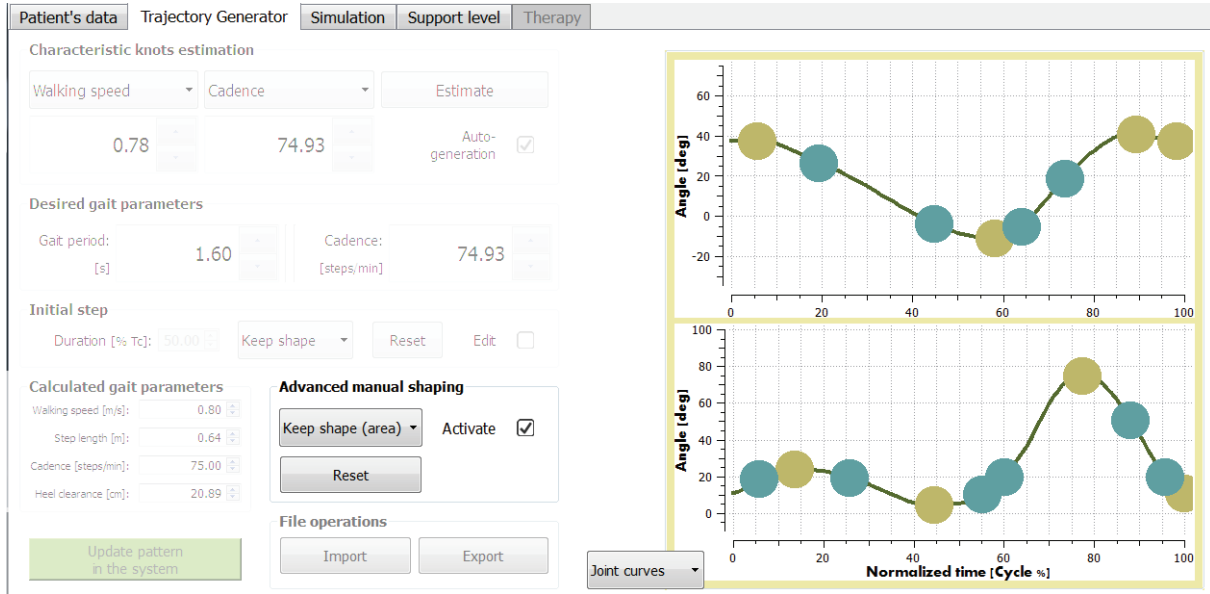 Patient's data Trajectory Generator Simulation Support level Therapy
Characteristic knots estimation
Walking speed Cadence Estimate
0.78 74.93 Auto-
generation
Desired gait parameters
Gait period: 1.60 Cadence: 74.93
[s] [steps/min]
Initial step
Duration [% Tc]: 50.00 Keep shape Reset Edit
Calculated gait parameters
Walking speed [m/s]: 0.80
Step length [m]: 0.64
Cadence [steps/min]: 75.00
Heel clearance [cm]: 20.89
Update pattern
in the system
Advanced manual shaping
Keep shape (area) Activate
Reset
File operations
Import Export
Joint curves
Angle [deg]
60
40
20
0
-20
0 20 40 60 80 100
Angle [deg]
100
80
60
40
20
0
0 20 40 60 80 100
Normalized time [Cycle %]